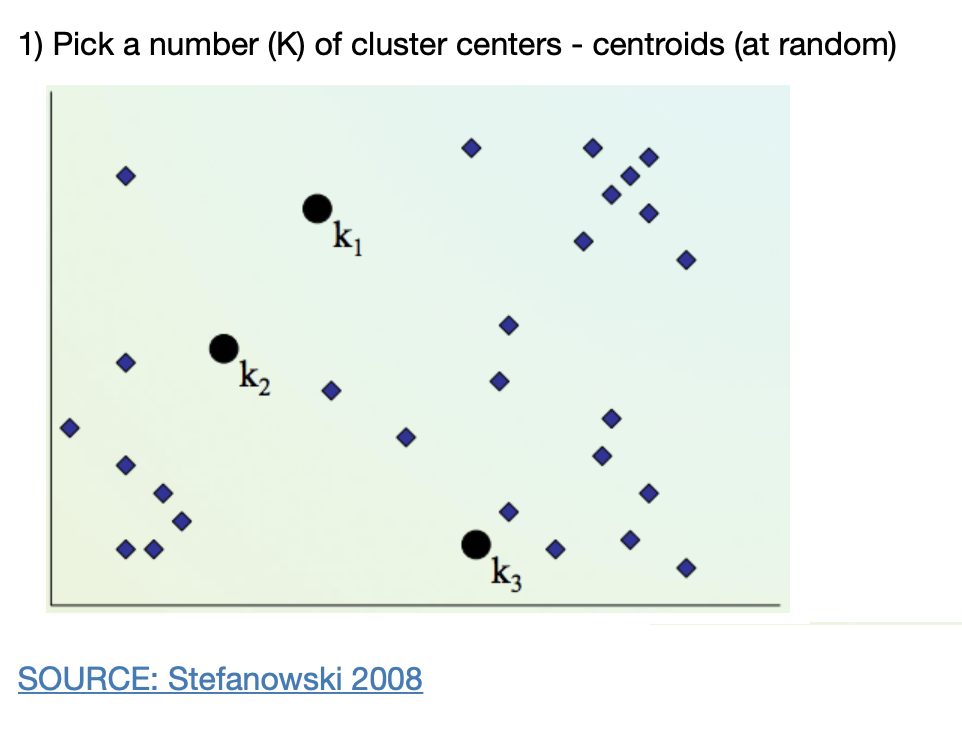 1) Pick a number (K) of cluster centers - centroids (at random)
k₁
k₂
k₃
SOURCE: Stefanowski 2008